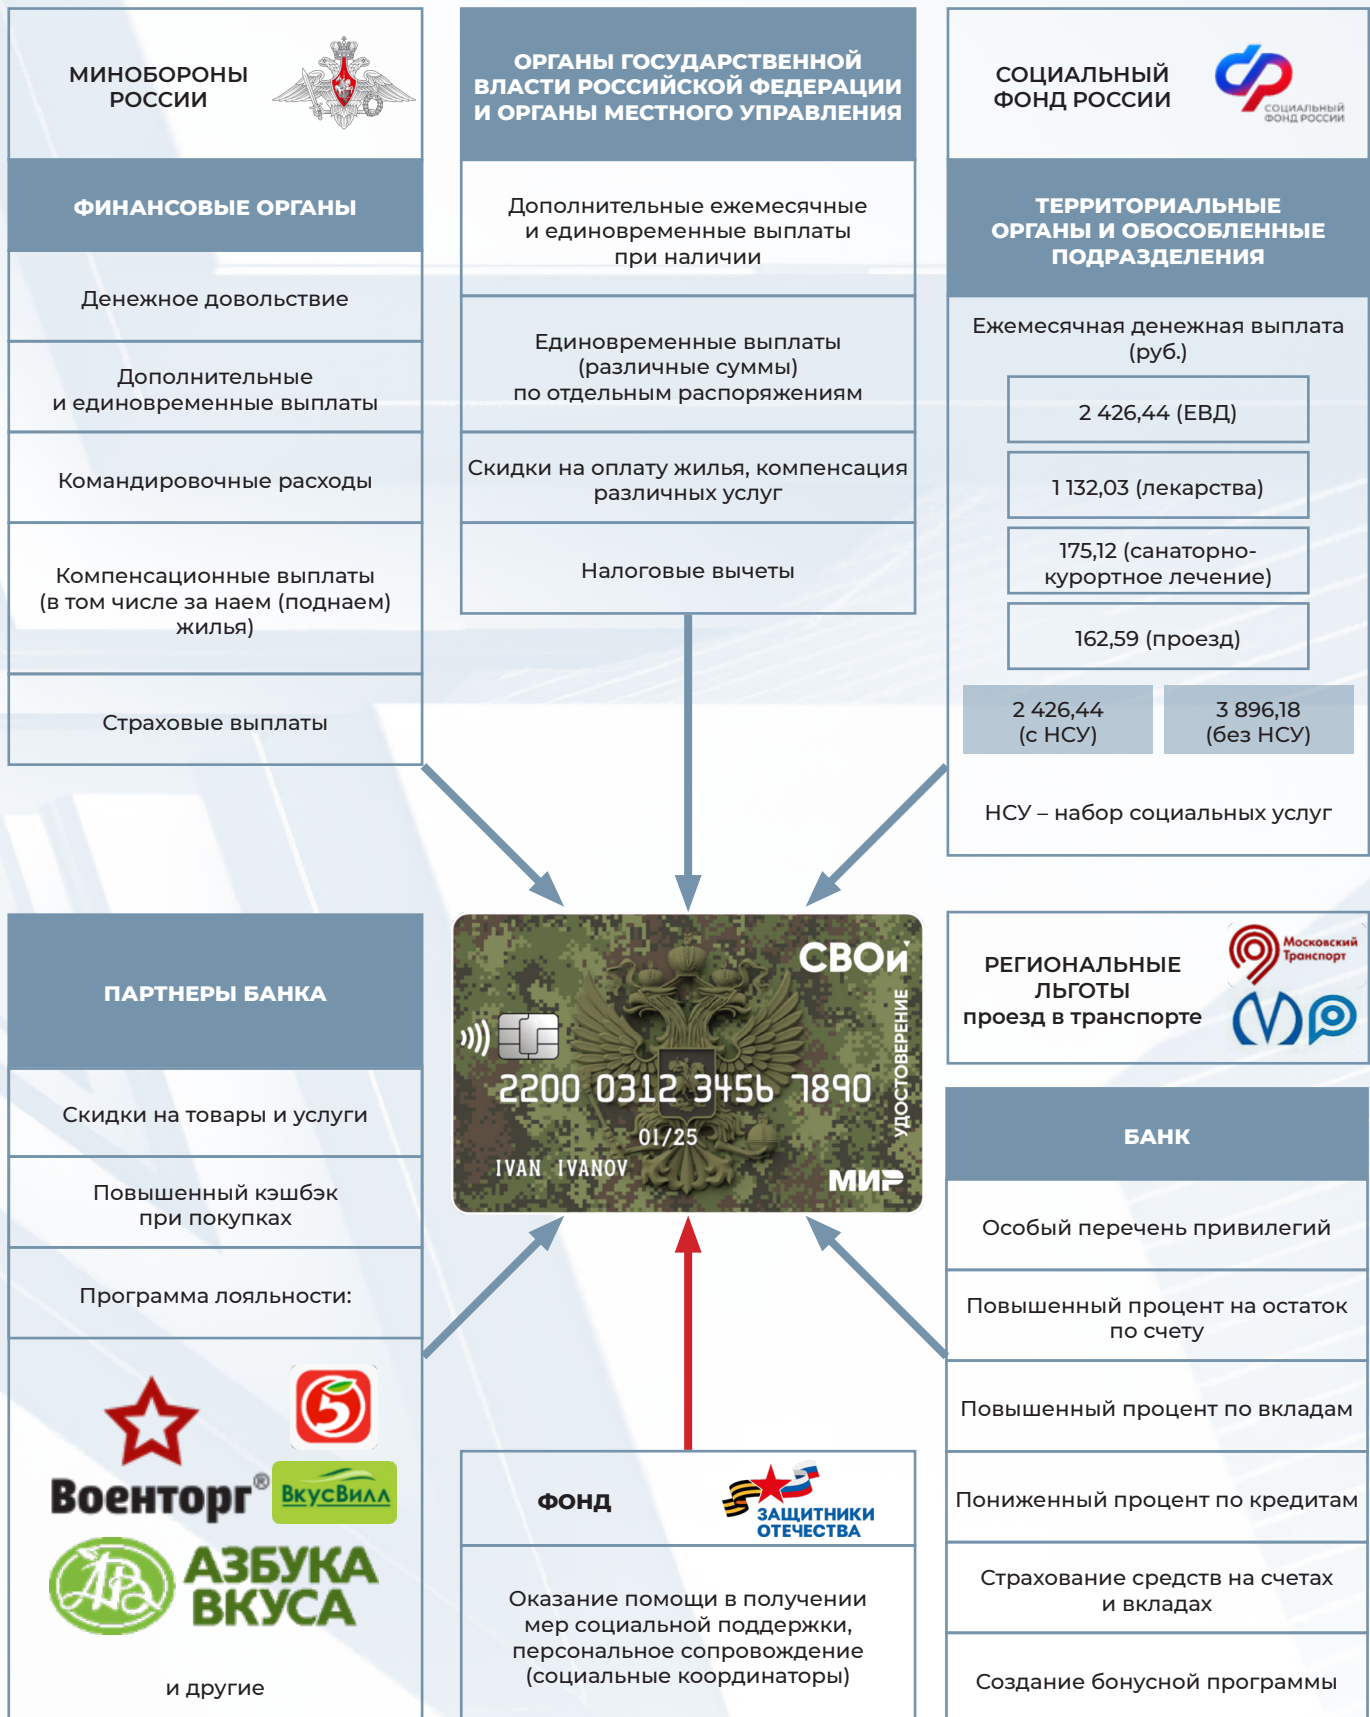 МИНОБОРОНЫ
РОССИИ
ФИНАНСОВЫЕ ОРГАНЫ
Денежное довольствие
Дополнительные
и единовременные выплаты
Командировочные расходы
Компенсационные выплаты
(в том числе за наем (поднаем)
жилья)
Страховые выплаты
ОРГАНЫ ГОСУДАРСТВЕННОЙ
ВЛАСТИ РОССИЙСКОЙ ФЕДЕРАЦИИ
И ОРГАНЫ МЕСТНОГО УПРАВЛЕНИЯ
Дополнительные ежемесячные
и единовременные выплаты
при наличии
Единовременные выплаты
(различные суммы)
по отдельным распоряжениям
Скидки на оплату жилья, компенсация
различных услуг
Налоговые вычеты
СОЦИАЛЬНЫЙ
ФОНД РОССИИ
СОЦИАЛЬНЫЙ
ФОНД РОССИИ
ТЕРРИТОРИАЛЬНЫЕ
ОРГАНЫ И ОБОСОБЛЕННЫЕ
ПОДРАЗДЕЛЕНИЯ
Ежемесячная денежная выплата
(руб.)
2 426,44 (ЕВД)
1 132,03 (лекарства)
175,12 (санаторно-
курортное лечение)
162,59 (проезд)
2 426,44
(с НСУ)
3 896,18
(без НСУ)
НСУ – набор социальных услуг
ПАРТНЕРЫ БАНКА
Скидки на товары и услуги
Повышенный кэшбэк
при покупках
Программа лояльности:
5
Военторг®
ВкусВилл
АВ
АЗБУКА
ВКУСА
и другие
СВОи
УДОСТОВЕРЕНИЕ
2200 0312 3456 7890
01/25
IVAN IVANOV
МИР
ФОНД
ЗАЩИТНИКИ
ОТЕЧЕСТВА
Оказание помощи в получении
мер социальной поддержки,
персональное сопровождение
(социальные координаторы)
РЕГИОНАЛЬНЫЕ
ЛЬГОТЫ
проезд в транспорте
Московский
Транспорт
БАНК
Особый перечень привилегий
Повышенный процент на остаток
по счету
Повышенный процент по вкладам
Пониженный процент по кредитам
Страхование средств на счетах
и вкладах
Создание бонусной программы